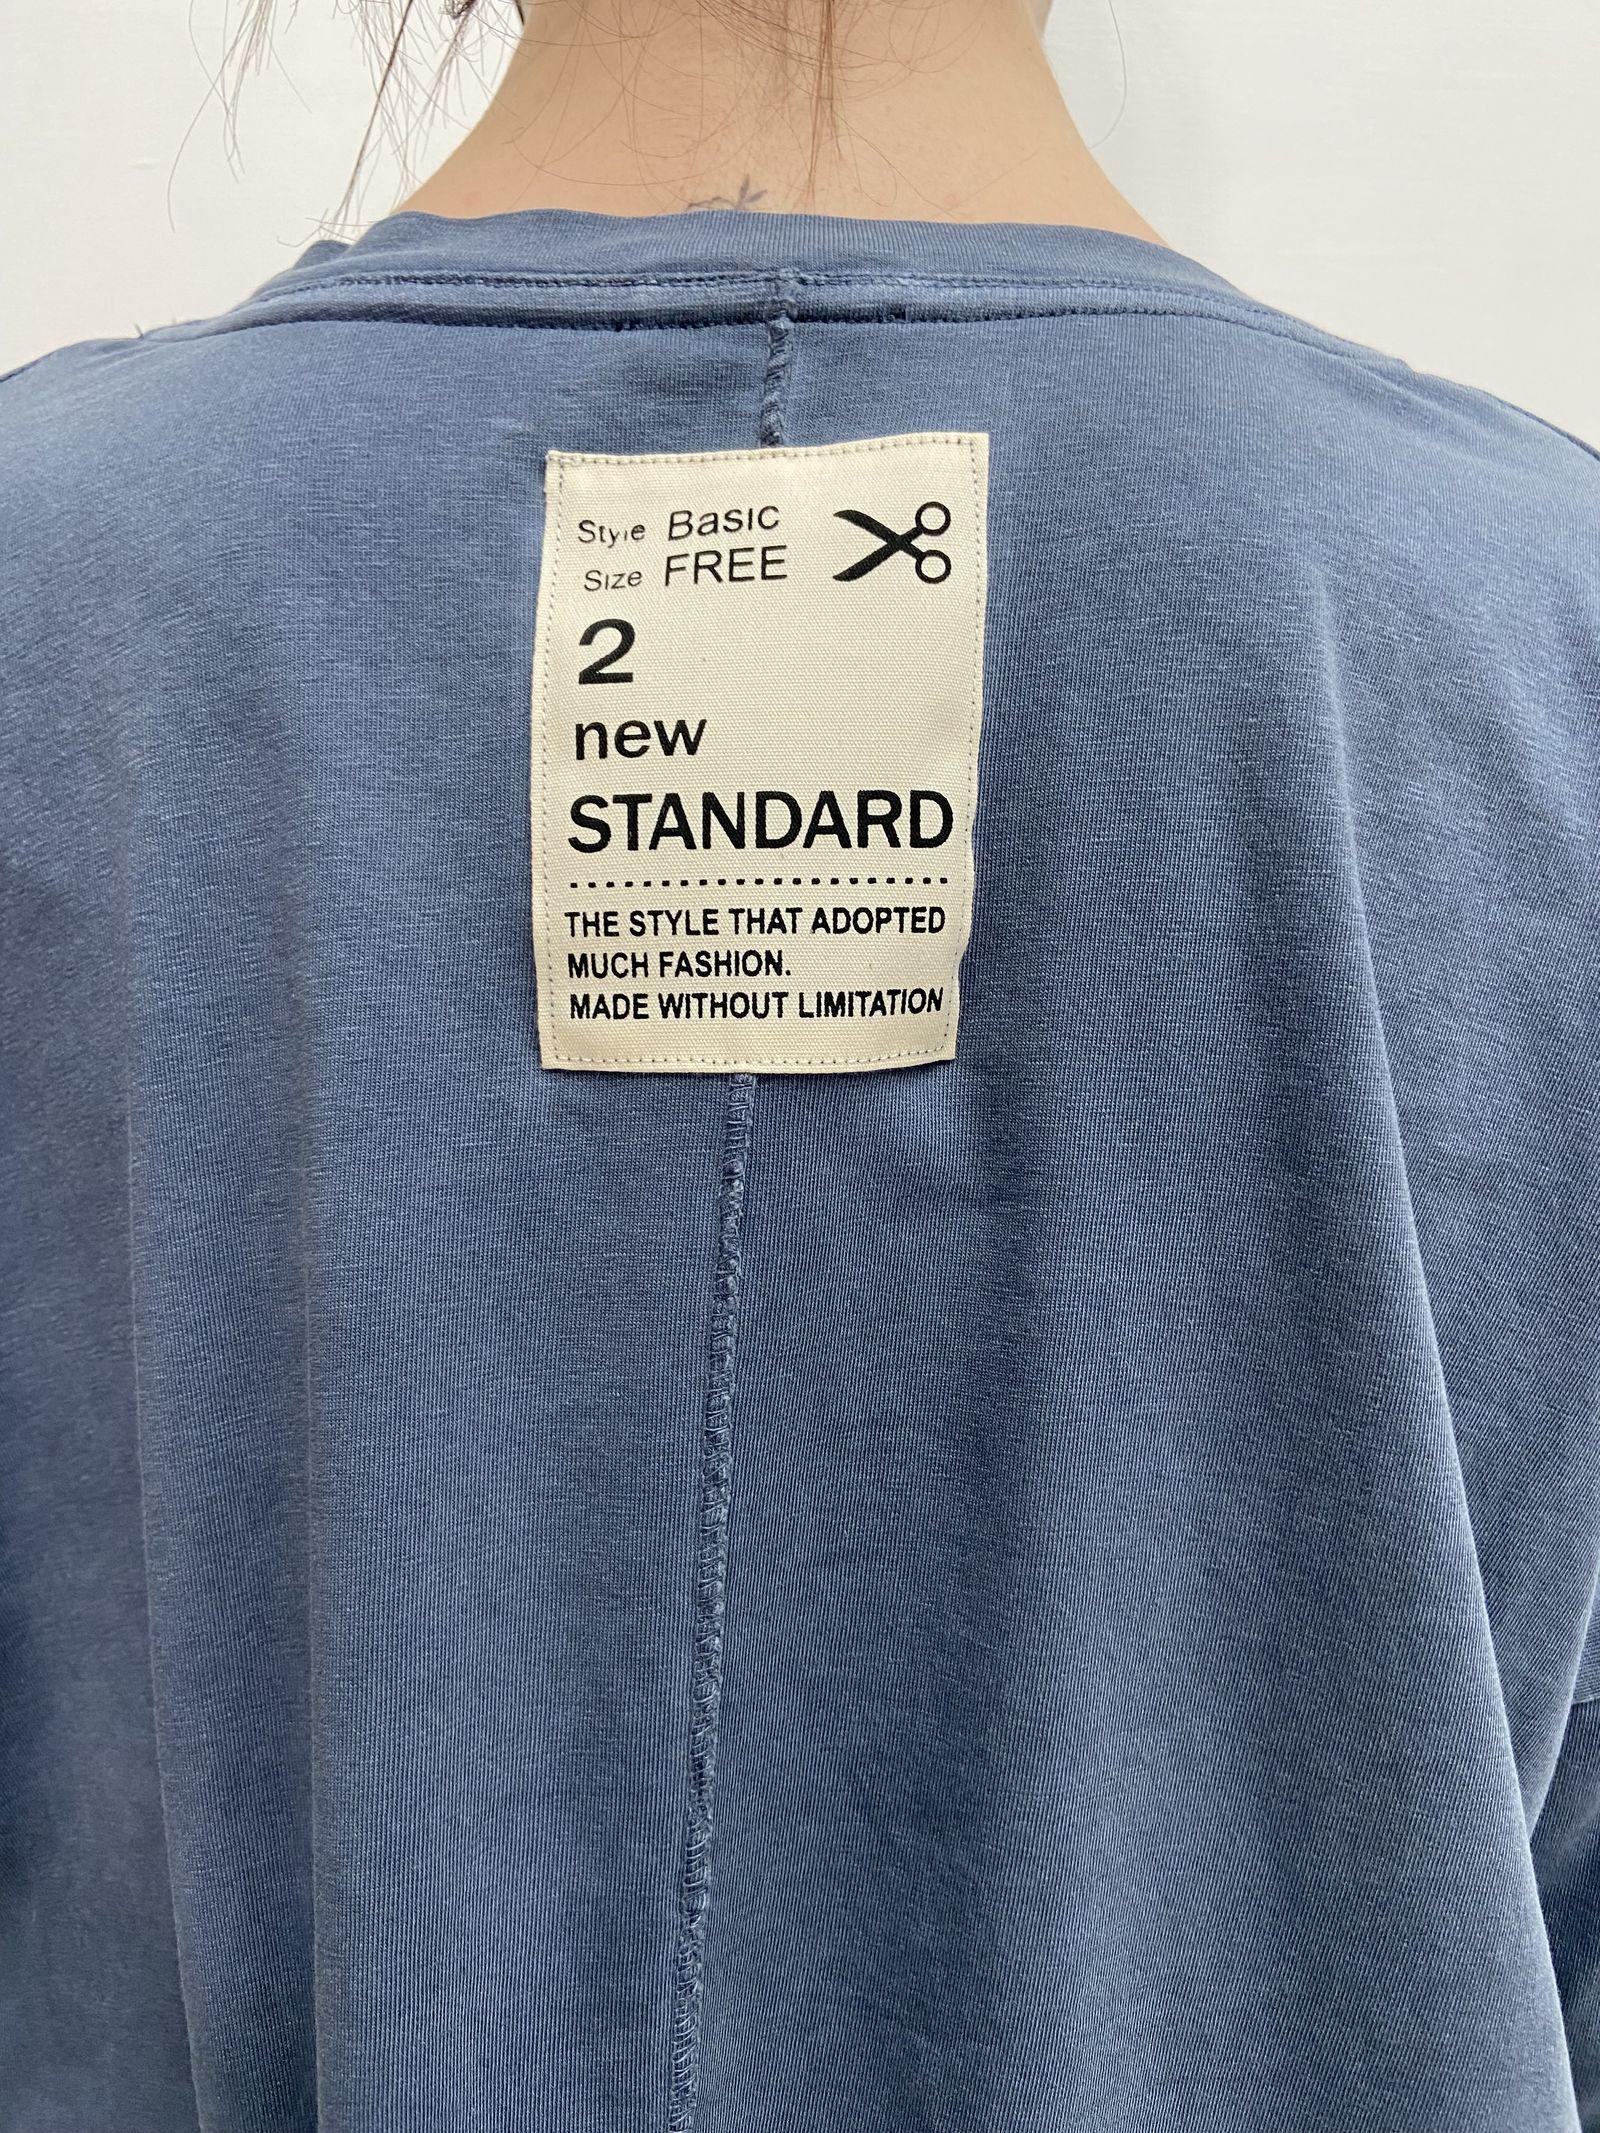 Style Basic
Size FREE
2
new
STANDARD
THE STYLE THAT ADOPTED
MUCH FASHION.
MADE WITHOUT LIMITATION